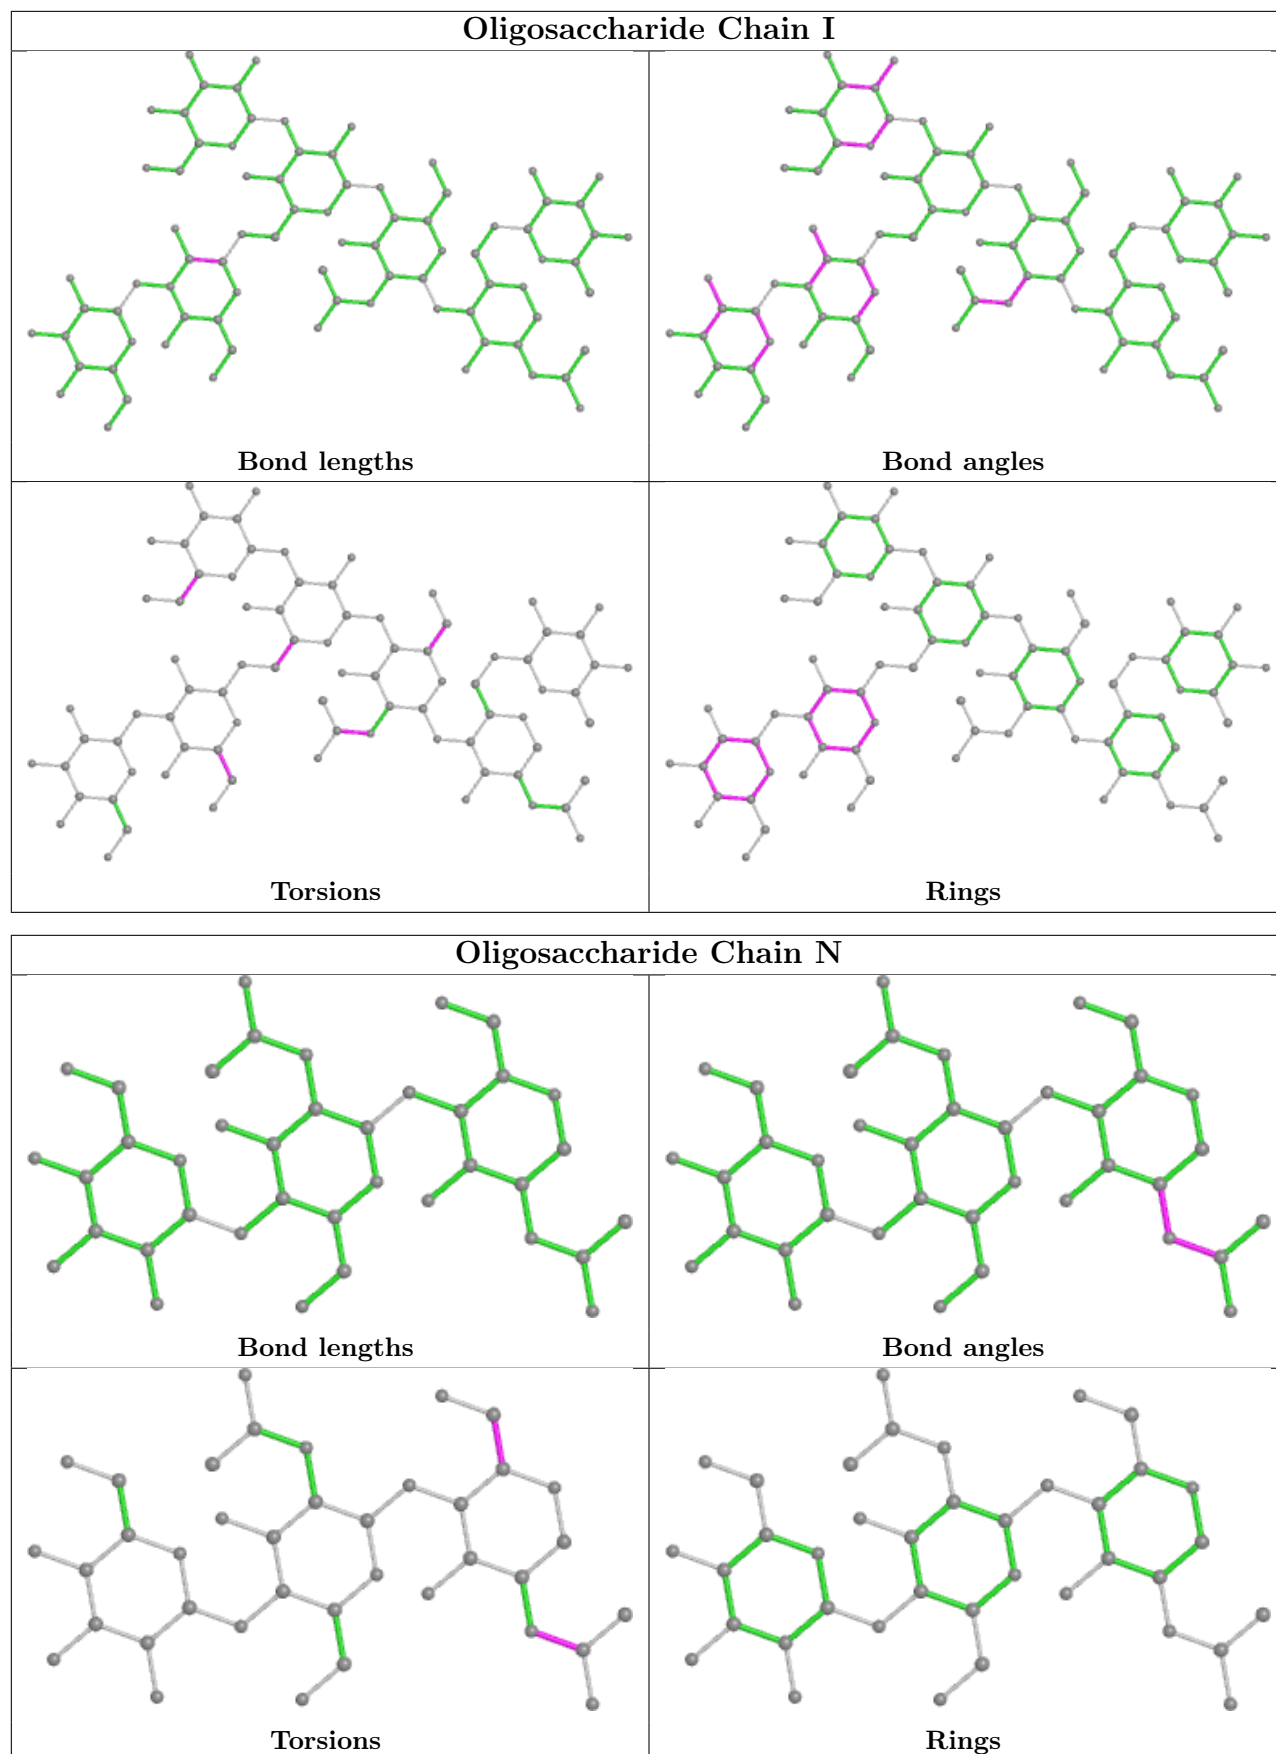 Oligosaccharide Chain I
Bond lengths
Bond angles
Torsions
Rings
Oligosaccharide Chain N
Bond lengths
Bond angles
Torsions
Rings